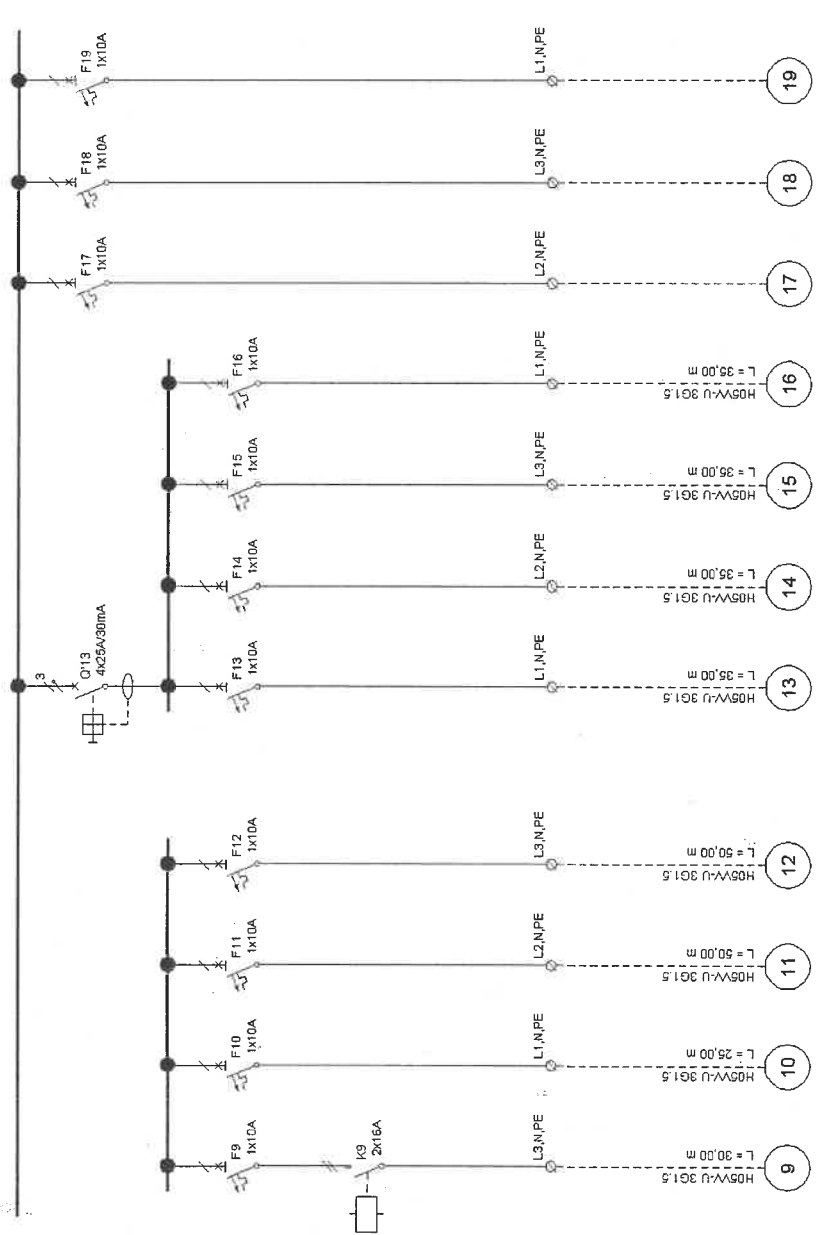 F9
1x10A
K9
2x16A
L3,N,PE
H05VV-U 3G1.5
L = 30,00 m
9
F10
1x10A
L1,N,PE
H05VV-U 3G1.5
L = 25,00 m
10
F11
1x10A
L2,N,PE
H05VV-U 3G1.5
L = 50,00 m
11
F12
1x10A
L3,N,PE
H05VV-U 3G1.5
L = 50,00 m
12
3
Q'13
4x25A/30mA
F13
1x10A
L1,N,PE
H05VV-U 3G1.5
L = 35,00 m
13
F14
1x10A
L2,N,PE
H05VV-U 3G1.5
L = 35,00 m
14
F15
1x10A
L3,N,PE
H05VV-U 3G1.5
L = 35,00 m
15
F16
1x10A
L1,N,PE
H05VV-U 3G1.5
L = 35,00 m
16
F17
1x10A
L2,N,PE
17
F18
1x10A
L3,N,PE
18
F19
1x10A
L1,N,PE
19